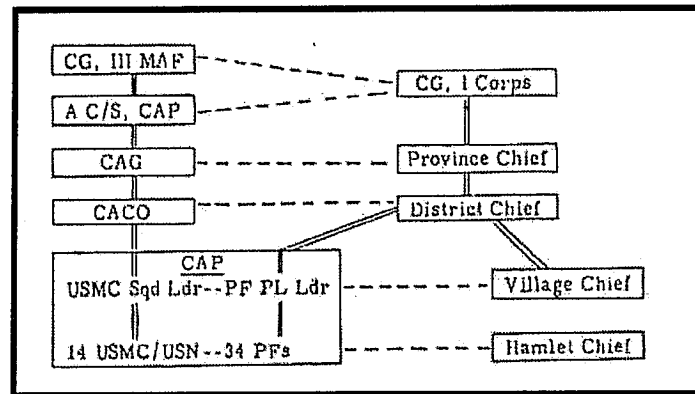 CG, III MAF
A C/S, CAP
CAG
CACO
CG, I Corps
Province Chief
District Chief
CAP
USMC Sqd Ldr--PF PL Ldr
14 USMC/USN--34 PFs
Village Chief
Hamlet Chief